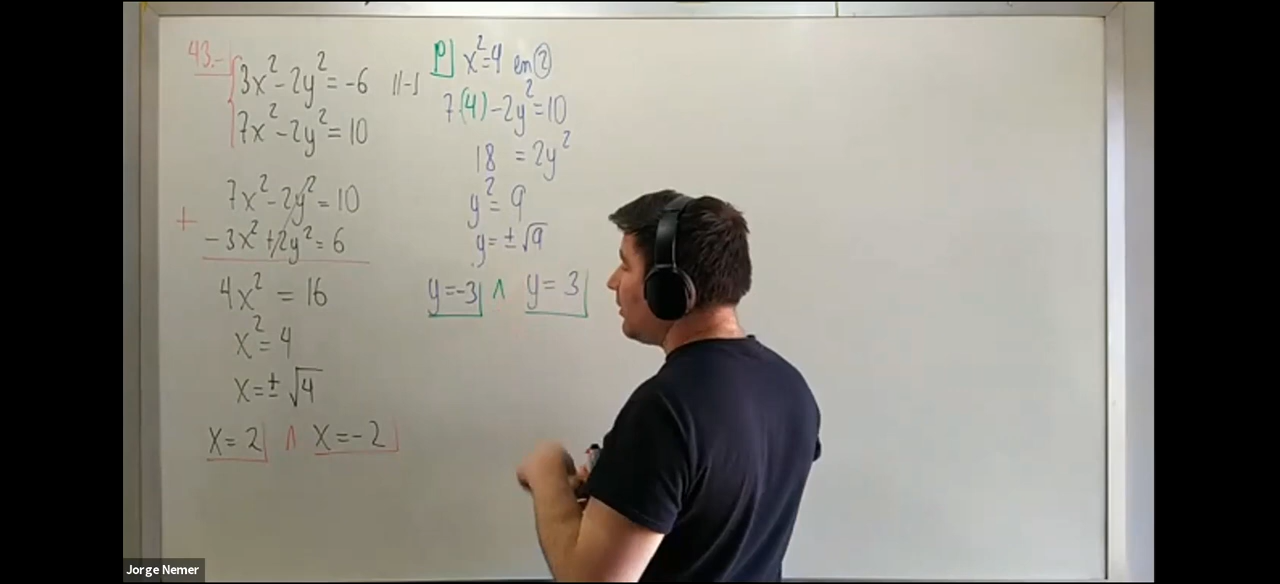 43.-
3x²-2y²=-6 //-1
7x²-2y²=10
7x²-2y²=10
+
-3x²+2y²=6
4x²=16
x²=4
x=±√4
x=2 ∧ x=-2
P] x²=4 en ②
7(4)-2y²=10
18=2y²
y²=9
y=±√9
y=-3 ∧ y=3
Jorge Nemer